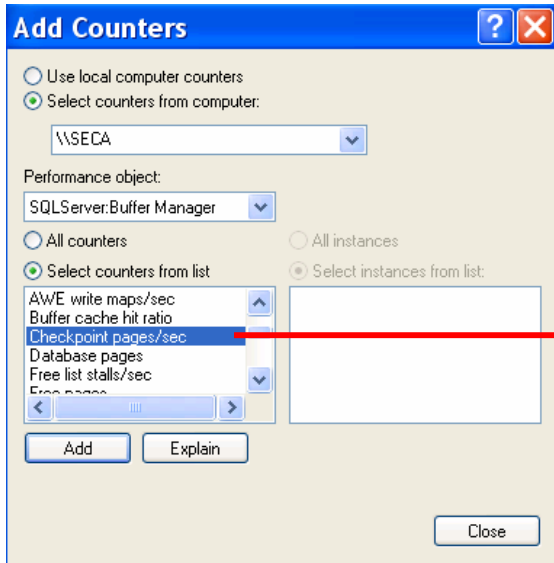 Add Counters
Use local computer counters
Select counters from computer:
\\SECA
Performance object:
SQLServer:Buffer Manager
All counters
All instances
Select counters from list
Select instances from list:
AWE write maps/sec
Buffer cache hit ratio
Checkpoint pages/sec
Database pages
Free list stalls/sec
Free pages
Add
Explain
Close